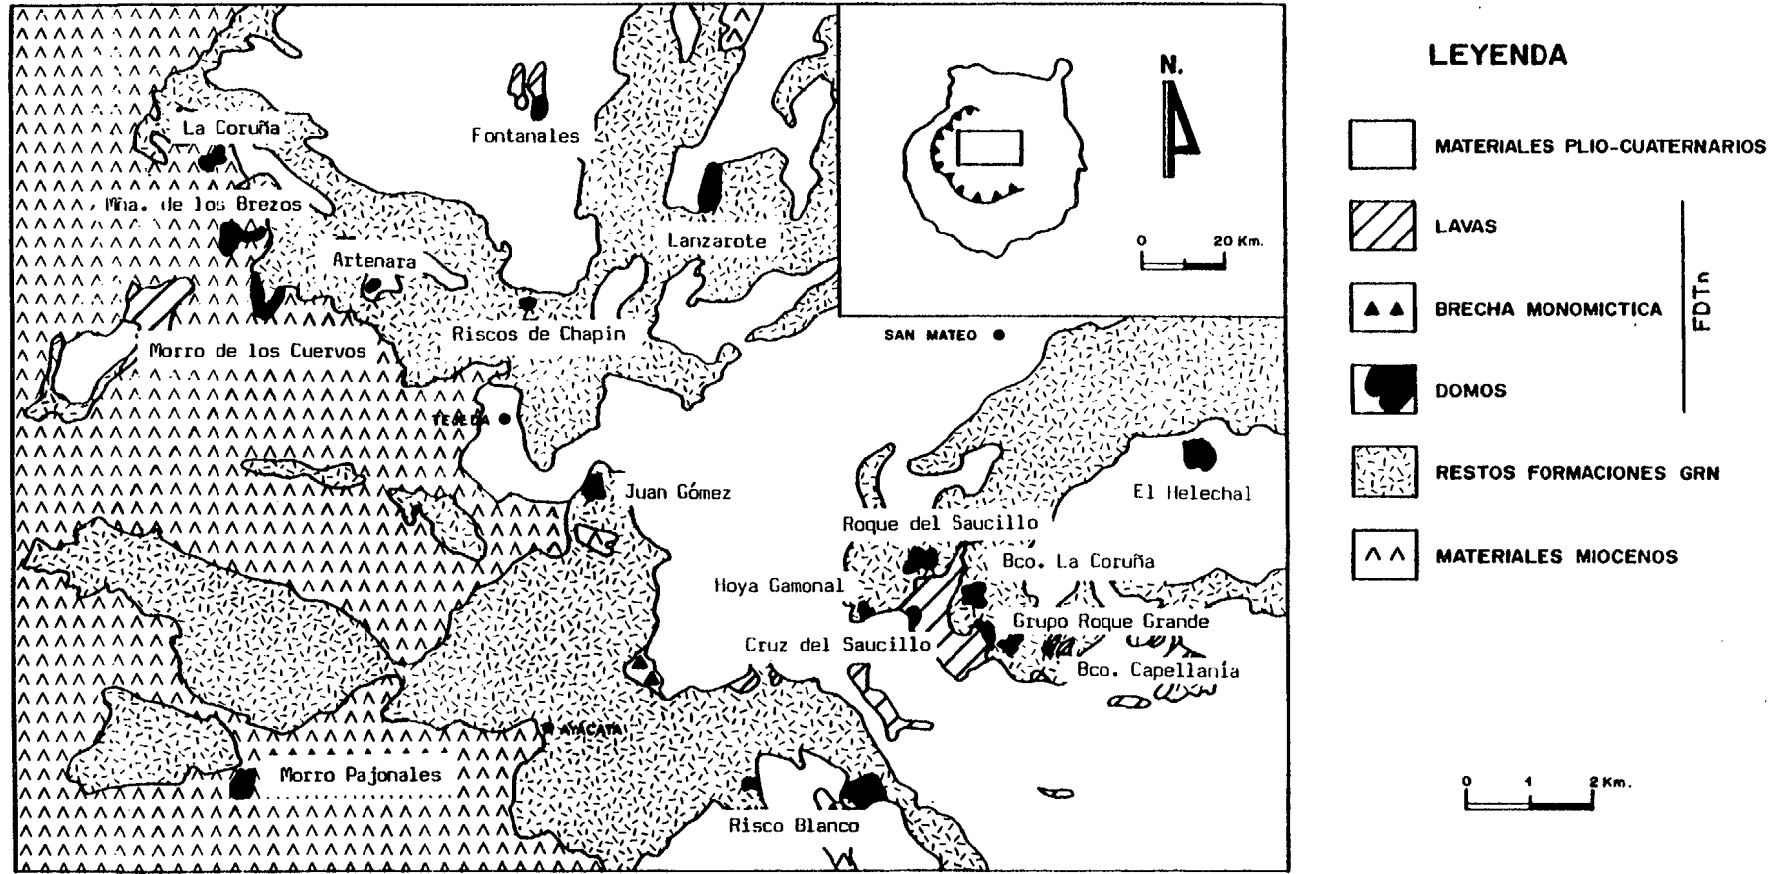 La Coruña
Fontanales
Mña. de los Brezos
Lanzarote
Artenara
Riscos de Chapin
Morro de los Cuervos
TEJEDA
Juan Gómez
AYACATA
Morro Pajonales
Risco Blanco
N.
0 20 Km.
SAN MATEO
El Helechal
Roque del Saucillo
Bco. La Coruña
Hoya Gamonal
Grupo Roque Grande
Cruz del Saucillo
Bco. Capellanía
LEYENDA
MATERIALES PLIO-CUATERNARIOS
LAVAS
BRECHA MONOMICTICA
DOMOS
FDTn
RESTOS FORMACIONES GRN
MATERIALES MIOCENOS
0 1 2 Km.